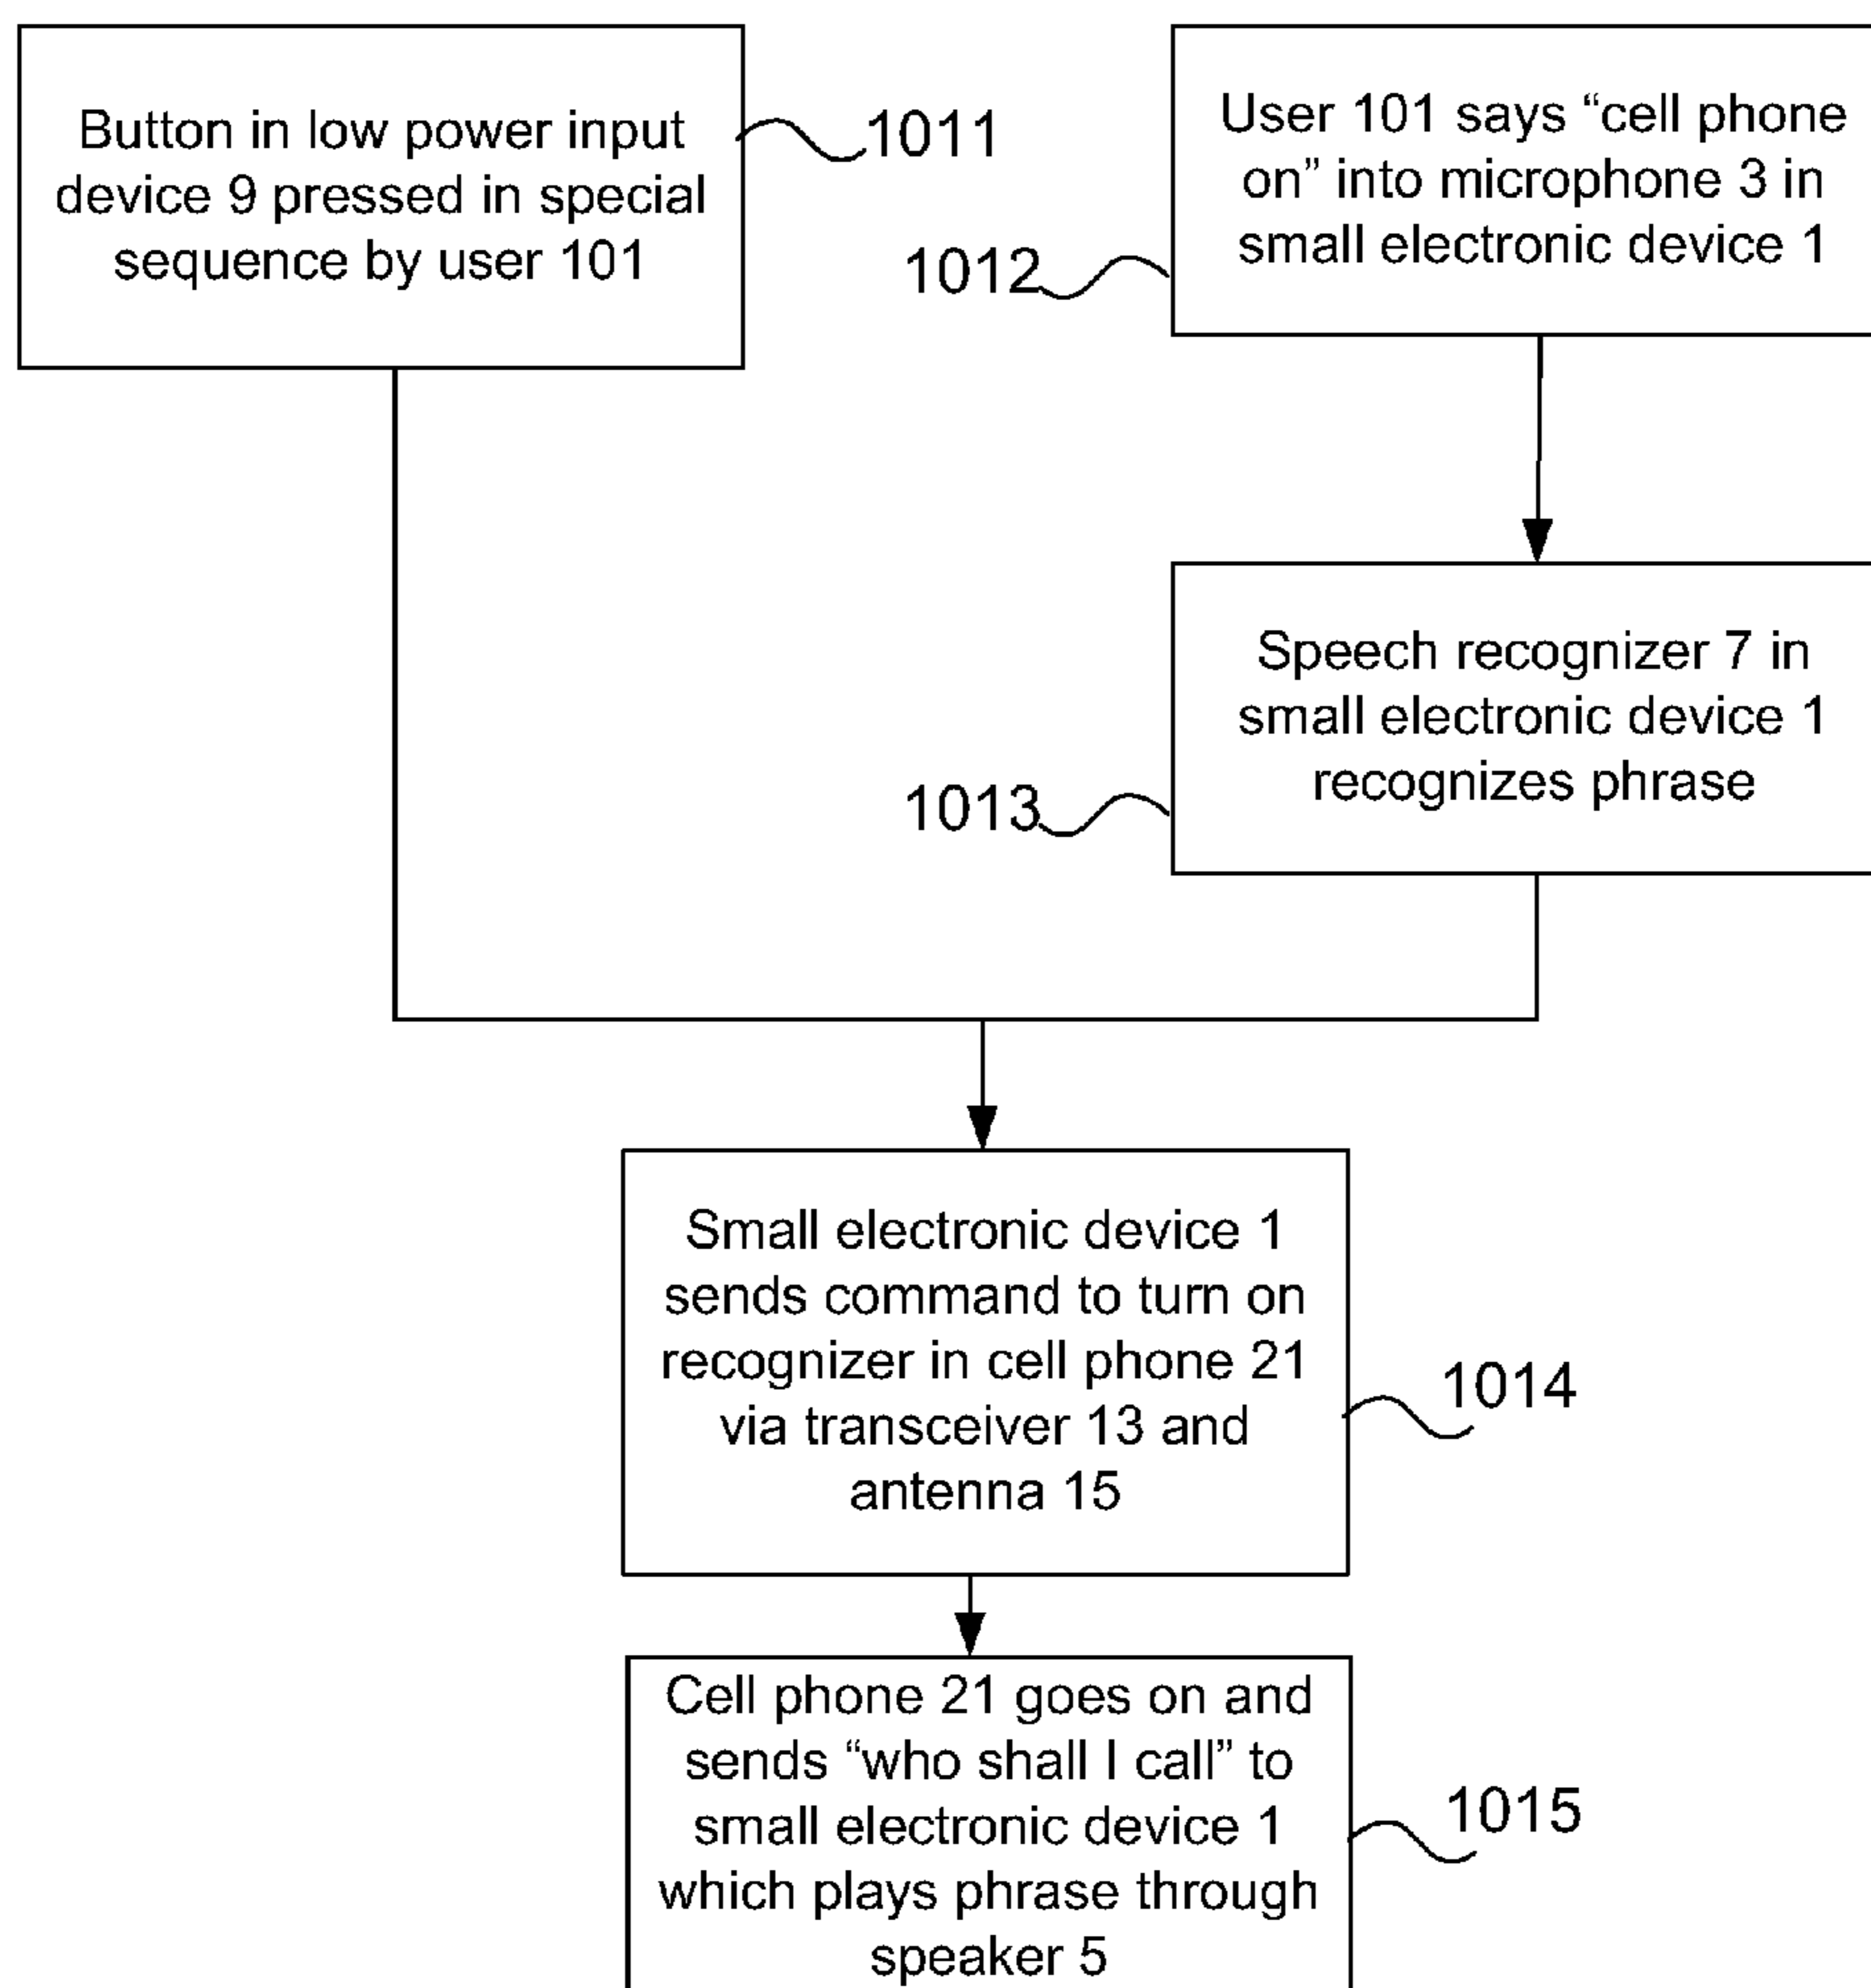 Button in low power input
device 9 pressed in special
sequence by user 101
1011
User 101 says “cell phone
on” into microphone 3 in
small electronic device 1
1012
Speech recognizer 7 in
small electronic device 1
recognizes phrase
1013
Small electronic device 1
sends command to turn on
recognizer in cell phone 21
via transceiver 13 and
antenna 15
1014
Cell phone 21 goes on and
sends “who shall I call” to
small electronic device 1
which plays phrase through
speaker 5
1015